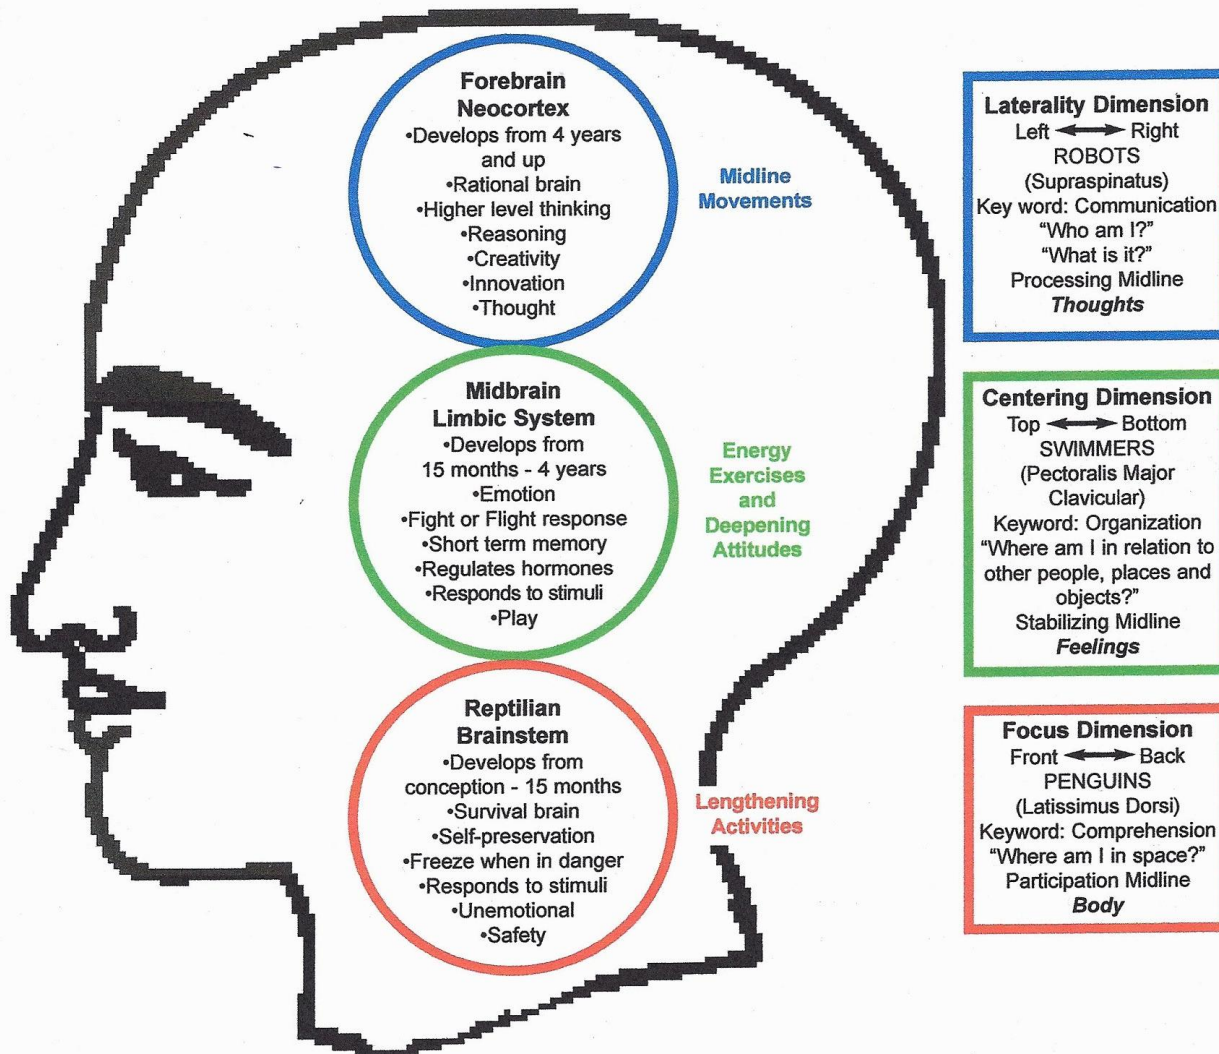 Forebrain
Neocortex
•Develops from 4 years
and up
•Rational brain
•Higher level thinking
•Reasoning
•Creativity
•Innovation
•Thought
Midline
Movements
Laterality Dimension
Left ↔ Right
ROBOTS
(Supraspinatus)
Key word: Communication
“Who am I?”
“What is it?”
Processing Midline
Thoughts
Midbrain
Limbic System
•Develops from
15 months - 4 years
•Emotion
•Fight or Flight response
•Short term memory
•Regulates hormones
•Responds to stimuli
•Play
Energy
Exercises
and
Deepening
Attitudes
Centering Dimension
Top ↔ Bottom
SWIMMERS
(Pectoralis Major
Clavicular)
Keyword: Organization
“Where am I in relation to
other people, places and
objects?”
Stabilizing Midline
Feelings
Reptilian
Brainstem
•Develops from
conception - 15 months
•Survival brain
•Self-preservation
•Freeze when in danger
•Responds to stimuli
•Unemotional
•Safety
Lengthening
Activities
Focus Dimension
Front ↔ Back
PENGUINS
(Latissimus Dorsi)
Keyword: Comprehension
“Where am I in space?”
Participation Midline
Body